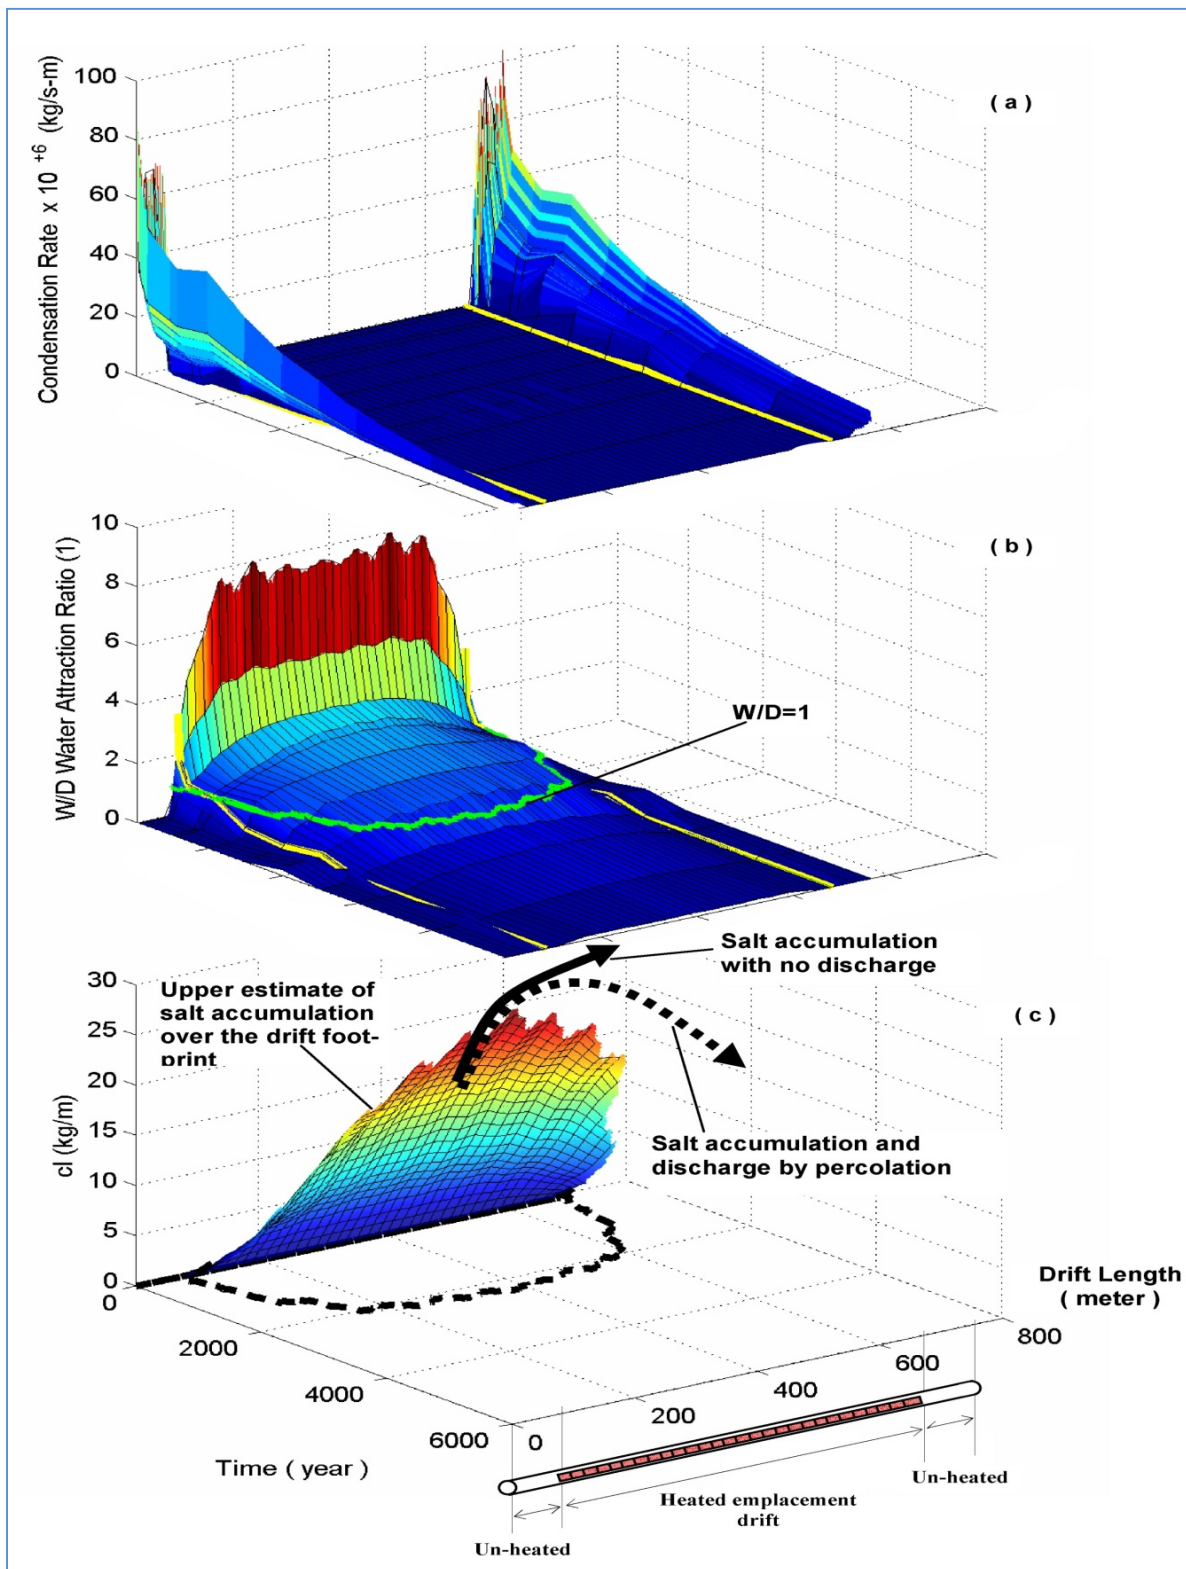 ( a )
Condensation Rate x 10 +6 (kg/s-m)
100
80
60
40
20
0
( b )
W/D Water Attraction Ratio (1)
10
8
6
4
2
0
W/D=1
( c )
Salt accumulation
with no discharge
Upper estimate of
salt accumulation
over the drift foot-
print
Salt accumulation and
discharge by percolation
cl (kg/m)
30
25
20
15
10
5
0
0
2000
4000
6000
Time ( year )
0
200
400
600
800
Drift Length
( meter )
Un-heated
Heated emplacement
drift
Un-heated